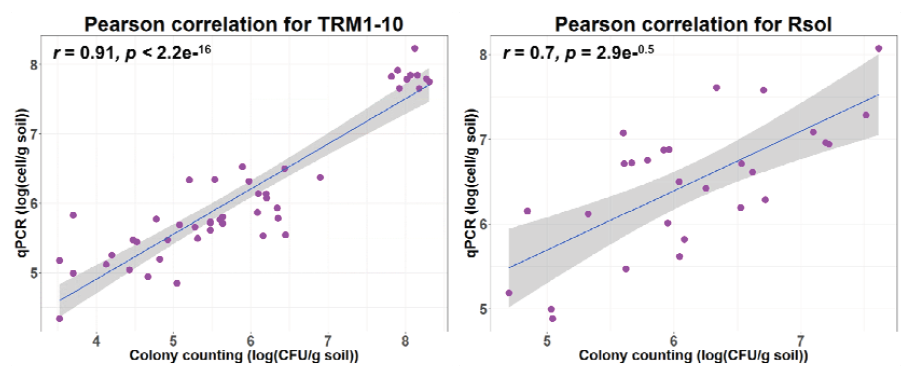 Pearson correlation for TRM1-10
r = 0.91, p < 2.2e-16
qPCR (log(cell/g soil))
8
7
6
5
4 5 6 7 8
Colony counting (log(CFU/g soil))
Pearson correlation for Rsol
r = 0.7, p = 2.9e-0.5
qPCR (log(cell/g soil))
8
7
6
5
5 6 7
Colony counting (log(CFU/g soil))